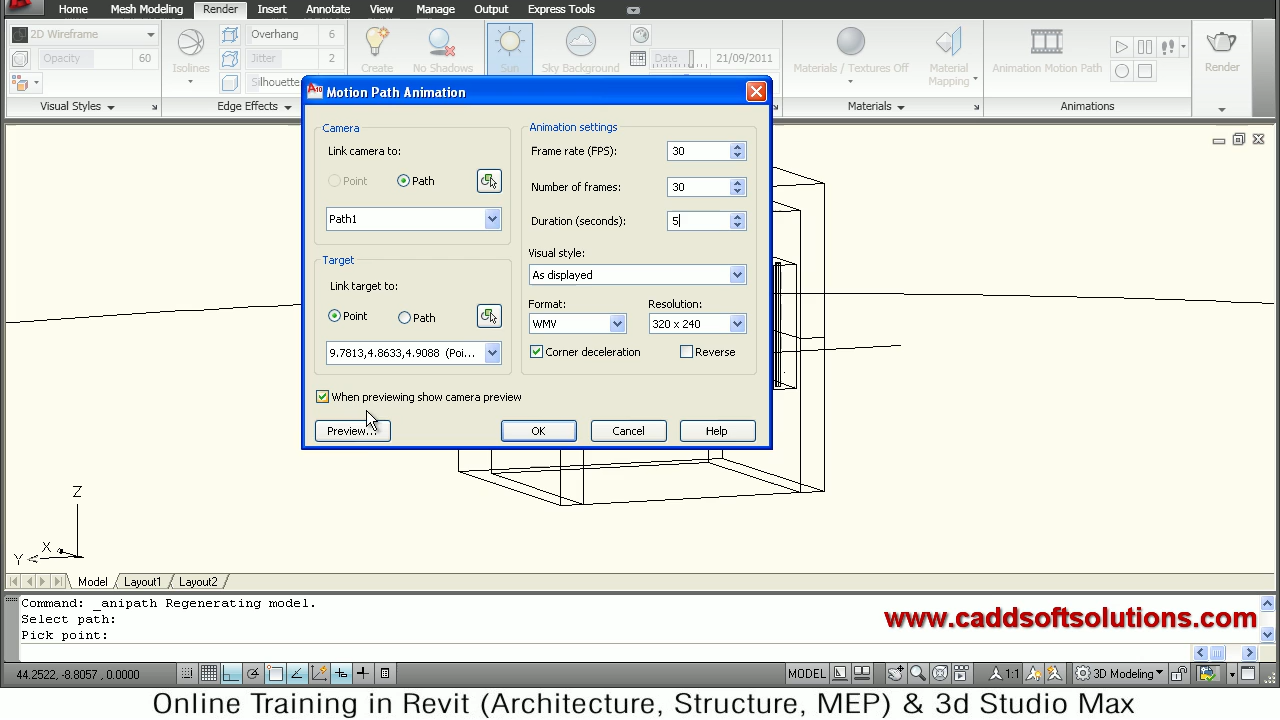 Home Mesh Modeling Render Insert Annotate View Manage Output Express Tools
2D Wireframe
Opacity 60
Visual Styles
Isolines
Overhang 6
Jitter 2
Silhouette
Edge Effects
Create
No Shadows
Sun
Sky Background
Date 21/09/2011
Materials / Textures Off
Material Mapping
Materials
Animation Motion Path
Animations
Render
Motion Path Animation
Camera
Link camera to:
Point Path
Path1
Target
Link target to:
Point Path
9.7813,4.8633,4.9088 (Poi...
Animation settings
Frame rate (FPS): 30
Number of frames: 30
Duration (seconds): 5
Visual style:
As displayed
Format: Resolution:
WMV 320 x 240
Corner deceleration Reverse
When previewing show camera preview
Preview... OK Cancel Help
Z
X
Y
Model Layout1 Layout2
Command: _anipath Regenerating model.
Select path:
Pick point:
www.caddsoftsolutions.com
44.2522, -8.8057, 0.0000 MODEL 1:1 3D Modeling
Online Training in Revit (Architecture, Structure, MEP) & 3d Studio Max